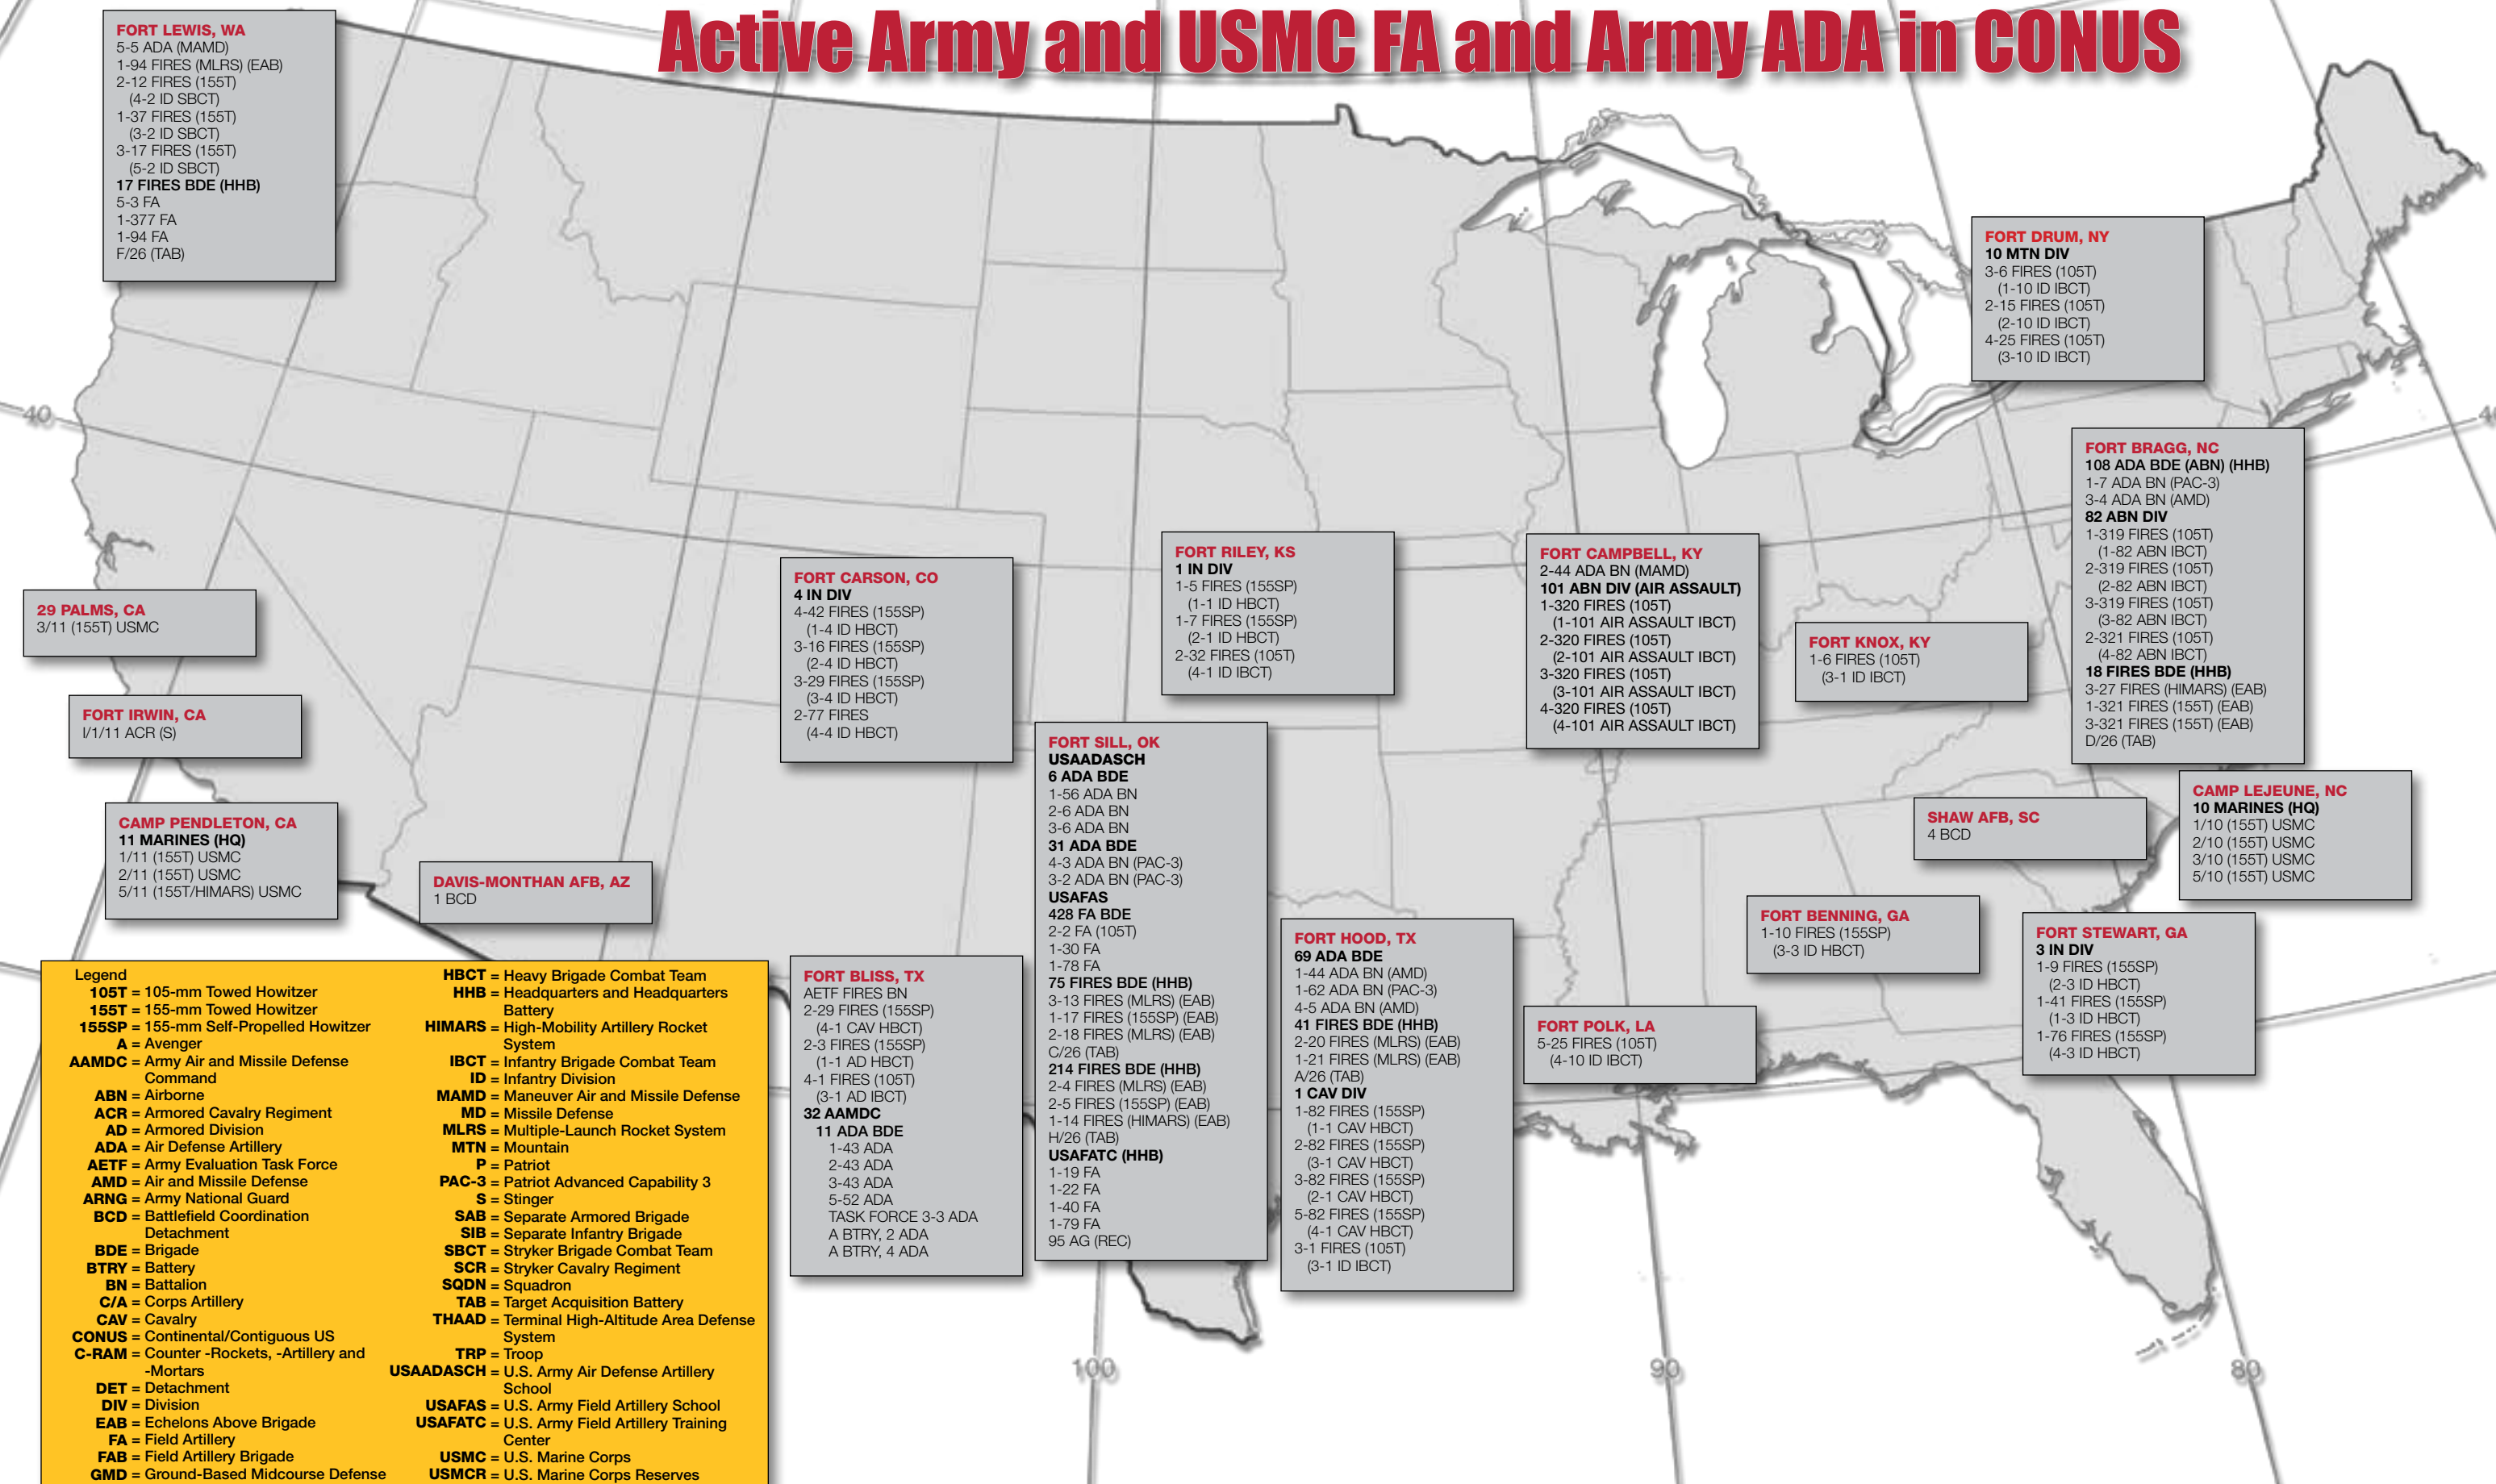 Active Army and USMC FA and Army ADA in CONUS
FORT LEWIS, WA
5-5 ADA (MAMD)
1-94 FIRES (MLRS) (EAB)
2-12 FIRES (155T)
(4-2 ID SBCT)
1-37 FIRES (155T)
(3-2 ID SBCT)
3-17 FIRES (155T)
(5-2 ID SBCT)
17 FIRES BDE (HHB)
5-3 FA
1-377 FA
1-94 FA
F/26 (TAB)
FORT DRUM, NY
10 MTN DIV
3-6 FIRES (105T)
(1-10 ID IBCT)
2-15 FIRES (105T)
(2-10 ID IBCT)
4-25 FIRES (105T)
(3-10 ID IBCT)
40
4
FORT BRAGG, NC
108 ADA BDE (ABN) (HHB)
1-7 ADA BN (PAC-3)
3-4 ADA BN (AMD)
82 ABN DIV
1-319 FIRES (105T)
(1-82 ABN IBCT)
2-319 FIRES (105T)
(2-82 ABN IBCT)
3-319 FIRES (105T)
(3-82 ABN IBCT)
2-321 FIRES (105T)
(4-82 ABN IBCT)
18 FIRES BDE (HHB)
3-27 FIRES (HIMARS) (EAB)
1-321 FIRES (155T) (EAB)
3-321 FIRES (155T) (EAB)
D/26 (TAB)
29 PALMS, CA
3/11 (155T) USMC
FORT IRWIN, CA
I/1/11 ACR (S)
CAMP PENDLETON, CA
11 MARINES (HQ)
1/11 (155T) USMC
2/11 (155T) USMC
5/11 (155T/HIMARS) USMC
DAVIS-MONTHAN AFB, AZ
1 BCD
FORT CARSON, CO
4 IN DIV
4-42 FIRES (155SP)
(1-4 ID HBCT)
3-16 FIRES (155SP)
(2-4 ID HBCT)
3-29 FIRES (155SP)
(3-4 ID HBCT)
2-77 FIRES
(4-4 ID HBCT)
FORT RILEY, KS
1 IN DIV
1-5 FIRES (155SP)
(1-1 ID HBCT)
1-7 FIRES (155SP)
(2-1 ID HBCT)
2-32 FIRES (105T)
(4-1 ID IBCT)
FORT CAMPBELL, KY
2-44 ADA BN (MAMD)
101 ABN DIV (AIR ASSAULT)
1-320 FIRES (105T)
(1-101 AIR ASSAULT IBCT)
2-320 FIRES (105T)
(2-101 AIR ASSAULT IBCT)
3-320 FIRES (105T)
(3-101 AIR ASSAULT IBCT)
4-320 FIRES (105T)
(4-101 AIR ASSAULT IBCT)
FORT KNOX, KY
1-6 FIRES (105T)
(3-1 ID IBCT)
CAMP LEJEUNE, NC
10 MARINES (HQ)
1/10 (155T) USMC
2/10 (155T) USMC
3/10 (155T) USMC
5/10 (155T) USMC
SHAW AFB, SC
4 BCD
FORT BENNING, GA
1-10 FIRES (155SP)
(3-3 ID HBCT)
FORT STEWART, GA
3 IN DIV
1-9 FIRES (155SP)
(2-3 ID HBCT)
1-41 FIRES (155SP)
(1-3 ID HBCT)
1-76 FIRES (155SP)
(4-3 ID HBCT)
FORT POLK, LA
5-25 FIRES (105T)
(4-10 ID IBCT)
FORT SILL, OK
USAADASCH
6 ADA BDE
1-56 ADA BN
2-6 ADA BN
3-6 ADA BN
31 ADA BDE
4-3 ADA BN (PAC-3)
3-2 ADA BN (PAC-3)
USAFAS
428 FA BDE
2-2 FA (105T)
1-30 FA
1-78 FA
75 FIRES BDE (HHB)
3-13 FIRES (MLRS) (EAB)
1-17 FIRES (155SP) (EAB)
2-18 FIRES (MLRS) (EAB)
C/26 (TAB)
214 FIRES BDE (HHB)
2-4 FIRES (MLRS) (EAB)
2-5 FIRES (155SP) (EAB)
1-14 FIRES (HIMARS) (EAB)
H/26 (TAB)
USAFATC (HHB)
1-19 FA
1-22 FA
1-40 FA
1-79 FA
95 AG (REC)
FORT HOOD, TX
69 ADA BDE
1-44 ADA BN (AMD)
1-62 ADA BN (PAC-3)
4-5 ADA BN (AMD)
41 FIRES BDE (HHB)
2-20 FIRES (MLRS) (EAB)
1-21 FIRES (MLRS) (EAB)
A/26 (TAB)
1 CAV DIV
1-82 FIRES (155SP)
(1-1 CAV HBCT)
2-82 FIRES (155SP)
(3-1 CAV HBCT)
3-82 FIRES (155SP)
(2-1 CAV HBCT)
5-82 FIRES (155SP)
(4-1 CAV HBCT)
3-1 FIRES (105T)
(3-1 ID IBCT)
FORT BLISS, TX
AETF FIRES BN
2-29 FIRES (155SP)
(4-1 CAV HBCT)
2-3 FIRES (155SP)
(1-1 AD HBCT)
4-1 FIRES (105T)
(3-1 AD IBCT)
32 AAMDC
11 ADA BDE
1-43 ADA
2-43 ADA
3-43 ADA
5-52 ADA
TASK FORCE 3-3 ADA
A BTRY, 2 ADA
A BTRY, 4 ADA
Legend
105T = 105-mm Towed Howitzer
155T = 155-mm Towed Howitzer
155SP = 155-mm Self-Propelled Howitzer
A = Avenger
AAMDC = Army Air and Missile Defense
Command
ABN = Airborne
ACR = Armored Cavalry Regiment
AD = Armored Division
ADA = Air Defense Artillery
AETF = Army Evaluation Task Force
AMD = Air and Missile Defense
ARNG = Army National Guard
BCD = Battlefield Coordination
Detachment
BDE = Brigade
BTRY = Battery
BN = Battalion
C/A = Corps Artillery
CAV = Cavalry
CONUS = Continental/Contiguous US
C-RAM = Counter -Rockets, -Artillery and
-Mortars
DET = Detachment
DIV = Division
EAB = Echelons Above Brigade
FA = Field Artillery
FAB = Field Artillery Brigade
GMD = Ground-Based Midcourse Defense
HBCT = Heavy Brigade Combat Team
HHB = Headquarters and Headquarters
Battery
HIMARS = High-Mobility Artillery Rocket
System
IBCT = Infantry Brigade Combat Team
ID = Infantry Division
MAMD = Maneuver Air and Missile Defense
MD = Missile Defense
MLRS = Multiple-Launch Rocket System
MTN = Mountain
P = Patriot
PAC-3 = Patriot Advanced Capability 3
S = Stinger
SAB = Separate Armored Brigade
SIB = Separate Infantry Brigade
SBCT = Stryker Brigade Combat Team
SCR = Stryker Cavalry Regiment
SQDN = Squadron
TAB = Target Acquisition Battery
THAAD = Terminal High-Altitude Area Defense
System
TRP = Troop
USAADASCH = U.S. Army Air Defense Artillery
School
USAFAS = U.S. Army Field Artillery School
USAFATC = U.S. Army Field Artillery Training
Center
USMC = U.S. Marine Corps
USMCR = U.S. Marine Corps Reserves
100
90
80